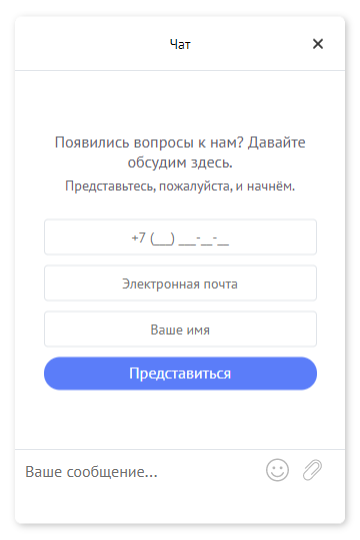 Чат
Появились вопросы к нам? Давайте
обсудим здесь.
Представьтесь, пожалуйста, и начнём.
+7 (___) ___-__-__
Электронная почта
Ваше имя
Представиться
Ваше сообщение...